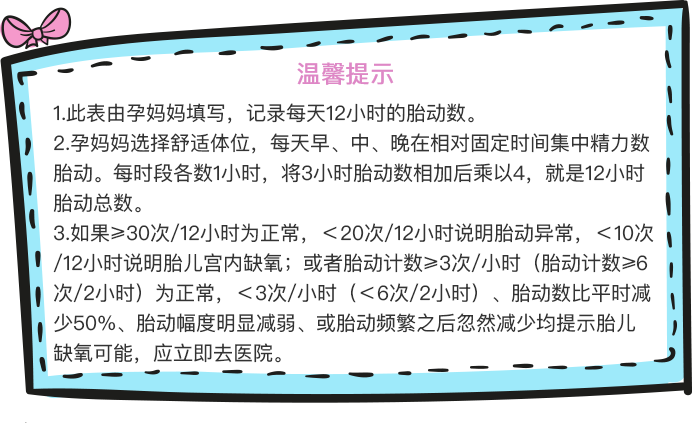 温馨提示
1.此表由孕妈妈填写，记录每天12小时的胎动数。
2.孕妈妈选择舒适体位，每天早、中、晚在相对固定时间集中精力数
胎动。每时段各数1小时，将3小时胎动数相加后乘以4，就是12小时
胎动总数。
3.如果≥30次/12小时为正常，＜20次/12小时说明胎动异常，＜10次
/12小时说明胎儿宫内缺氧；或者胎动计数≥3次/小时（胎动计数≥6
次/2小时）为正常，＜3次/小时（＜6次/2小时）、胎动数比平时减
少50%、胎动幅度明显减弱、或胎动频繁之后忽然减少均提示胎儿
缺氧可能，应立即去医院。